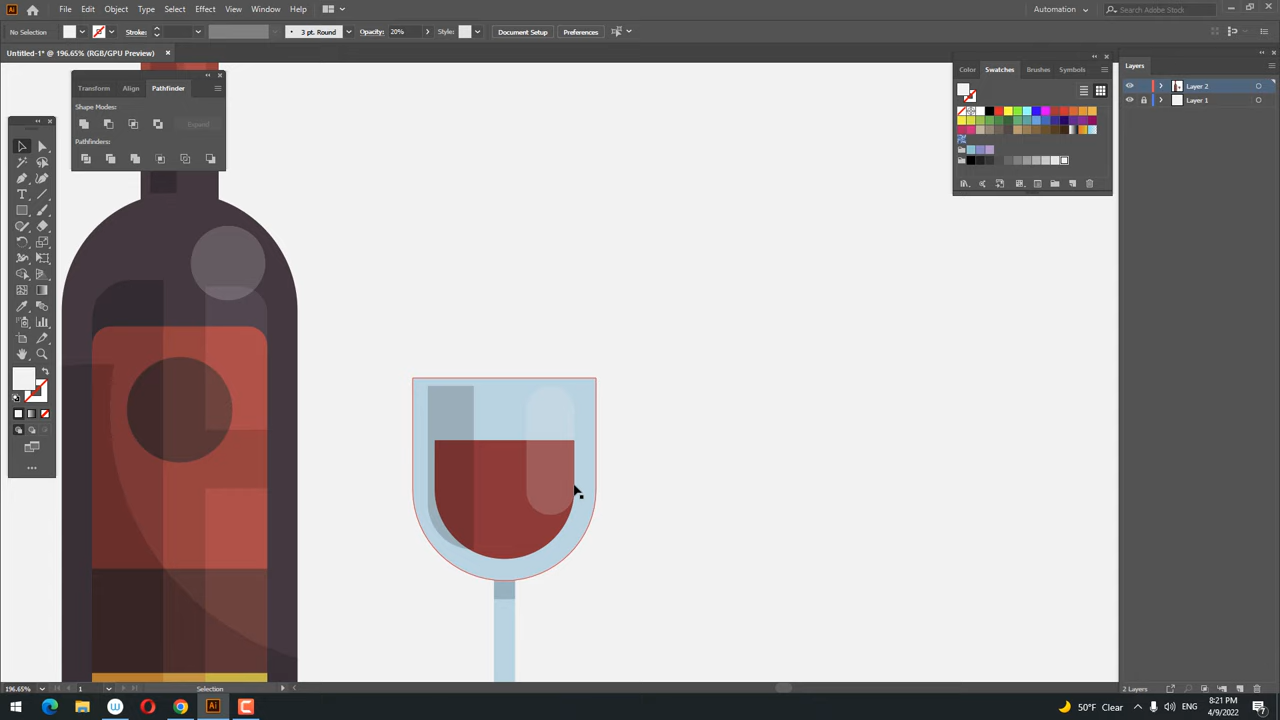 Ai
File Edit Object Type Select Effect View Window Help
Automation
Search Adobe Stock
No Selection
Stroke:
3 pt. Round
Opacity: 20%
Style:
Document Setup
Preferences
Untitled-1* @ 196.65% (RGB/GPU Preview) ×
Transform Align Pathfinder
Shape Modes:
Expand
Pathfinders:
Color Swatches Brushes Symbols
Layers
Layer 2
Layer 1
T
196.65%
1
Selection
2 Layers
W
Ai
50°F Clear
ENG
8:21 PM
4/9/2022